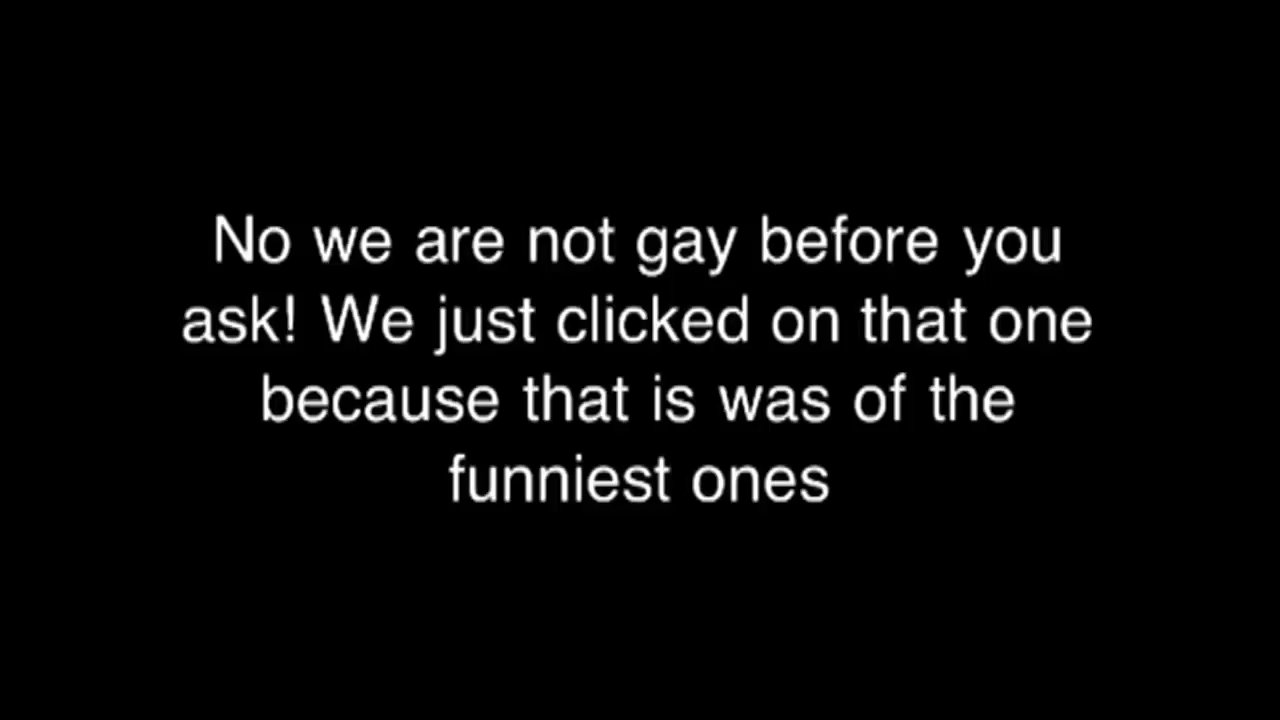 No we are not gay before you
ask! We just clicked on that one
because that is was of the
funniest ones